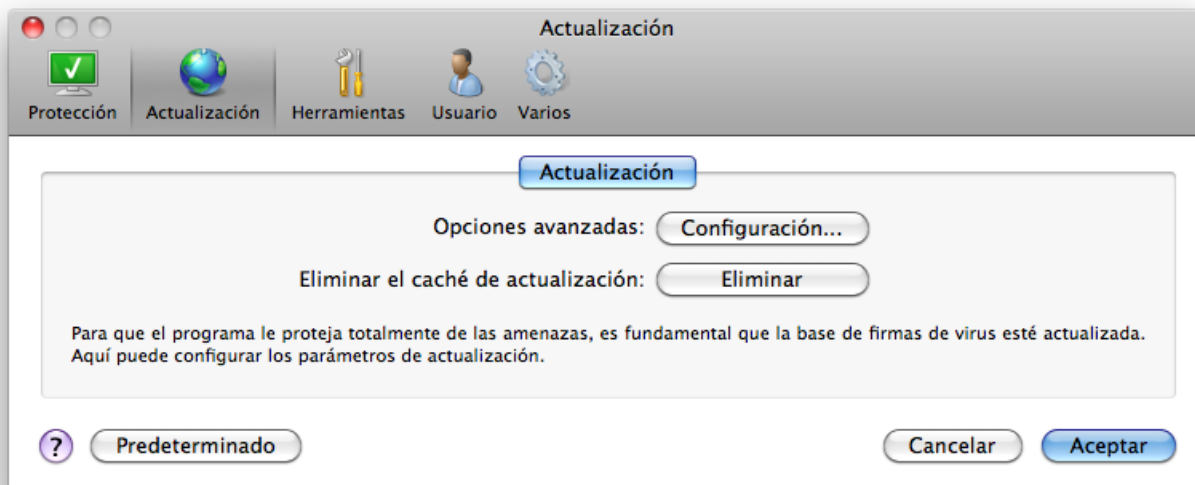 Actualización
Protección Actualización Herramientas Usuario Varios
Actualización
Opciones avanzadas: Configuración...
Eliminar el caché de actualización: Eliminar
Para que el programa le proteja totalmente de las amenazas, es fundamental que la base de firmas de virus esté actualizada.
Aquí puede configurar los parámetros de actualización.
? Predeterminado Cancelar Aceptar